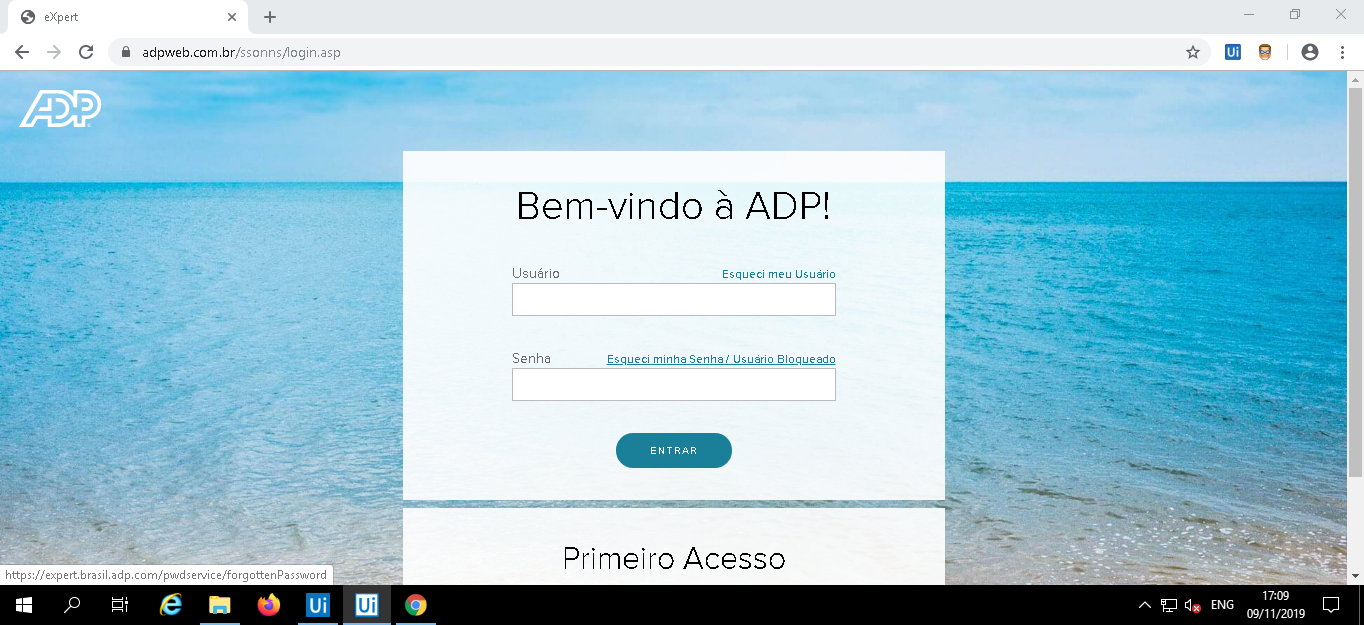 eXpert
adpweb.com.br/ssonns/login.asp
Ui
ADP
Bem-vindo à ADP!
Usuário
Esqueci meu Usuário
Senha
Esqueci minha Senha / Usuário Bloqueado
ENTRAR
Primeiro Acesso
https://expert.brasil.adp.com/pwdservice/forgottenPassword
Ui
Ui
ENG
17:09
09/11/2019